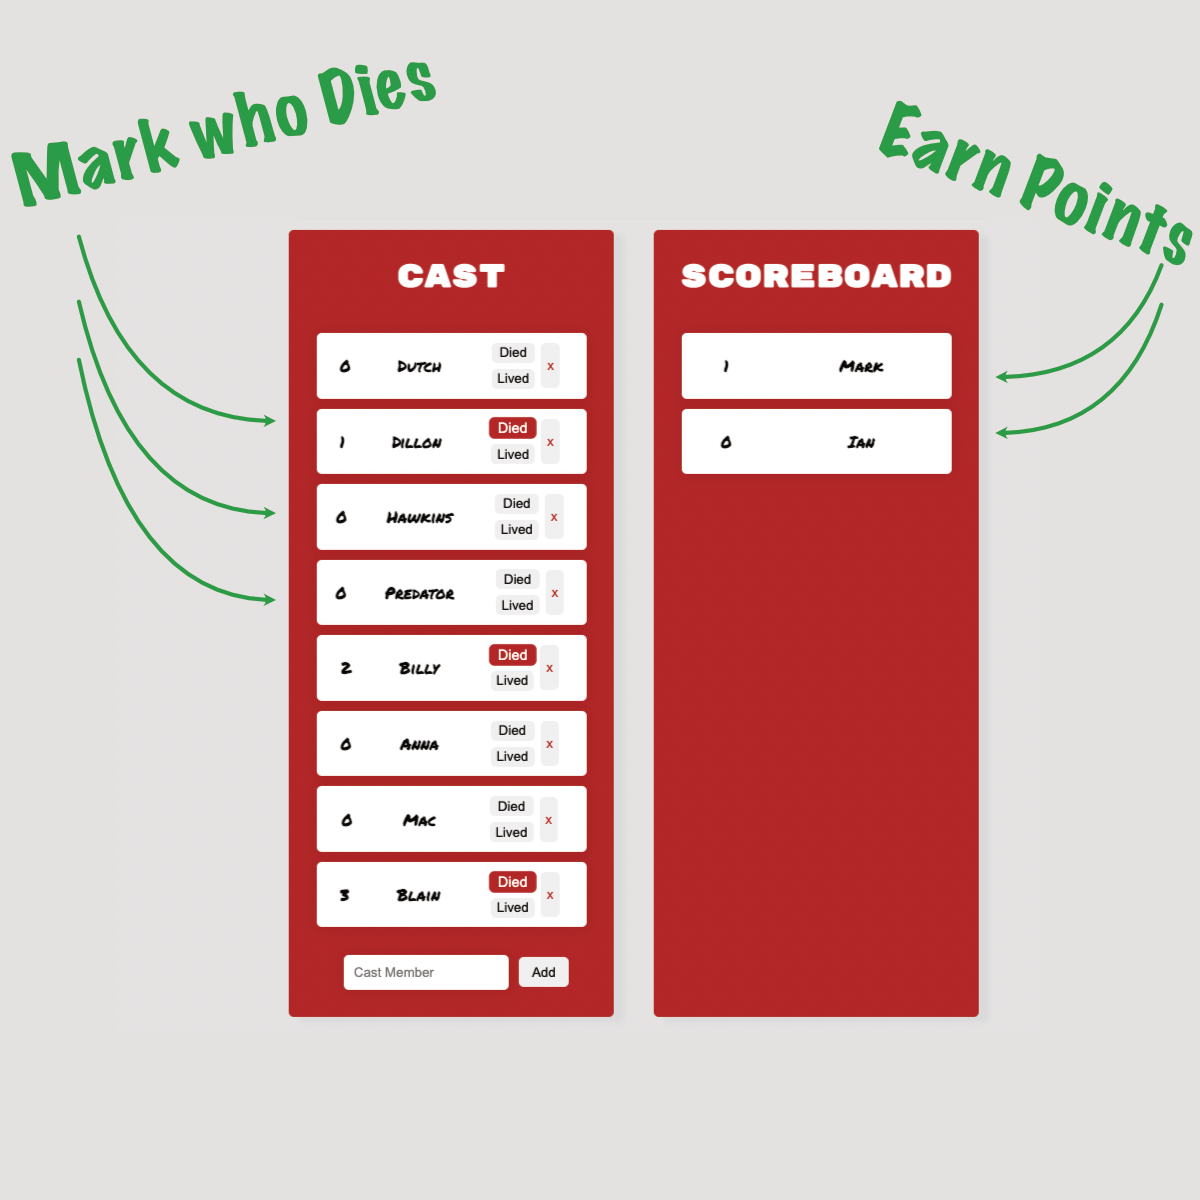 Mark who Dies
Earn Points
CAST
0 Dutch Died Lived x
1 Dillon Died Lived x
0 Hawkins Died Lived x
0 Predator Died Lived x
2 Billy Died Lived x
0 Anna Died Lived x
0 Mac Died Lived x
3 Blain Died Lived x
Cast Member Add
SCOREBOARD
1 Mark
0 Ian